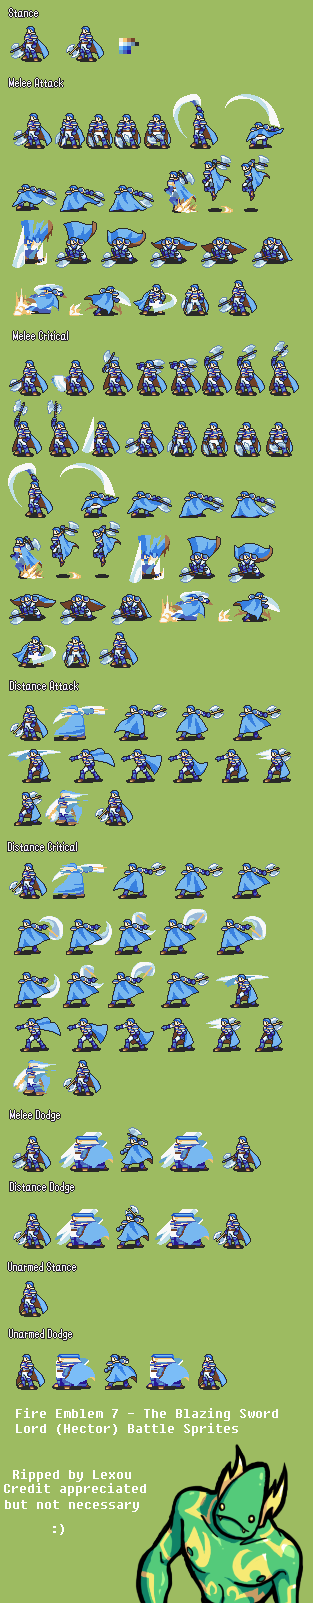 Stance
Melee Attack
Melee Critical
Distance Attack
Distance Critical
Melee Dodge
Distance Dodge
Unarmed Stance
Unarmed Dodge
Fire Emblem 7 - The Blazing Sword
Lord (Hector) Battle Sprites
Ripped by Lexou
Credit appreciated
but not necessary
:)